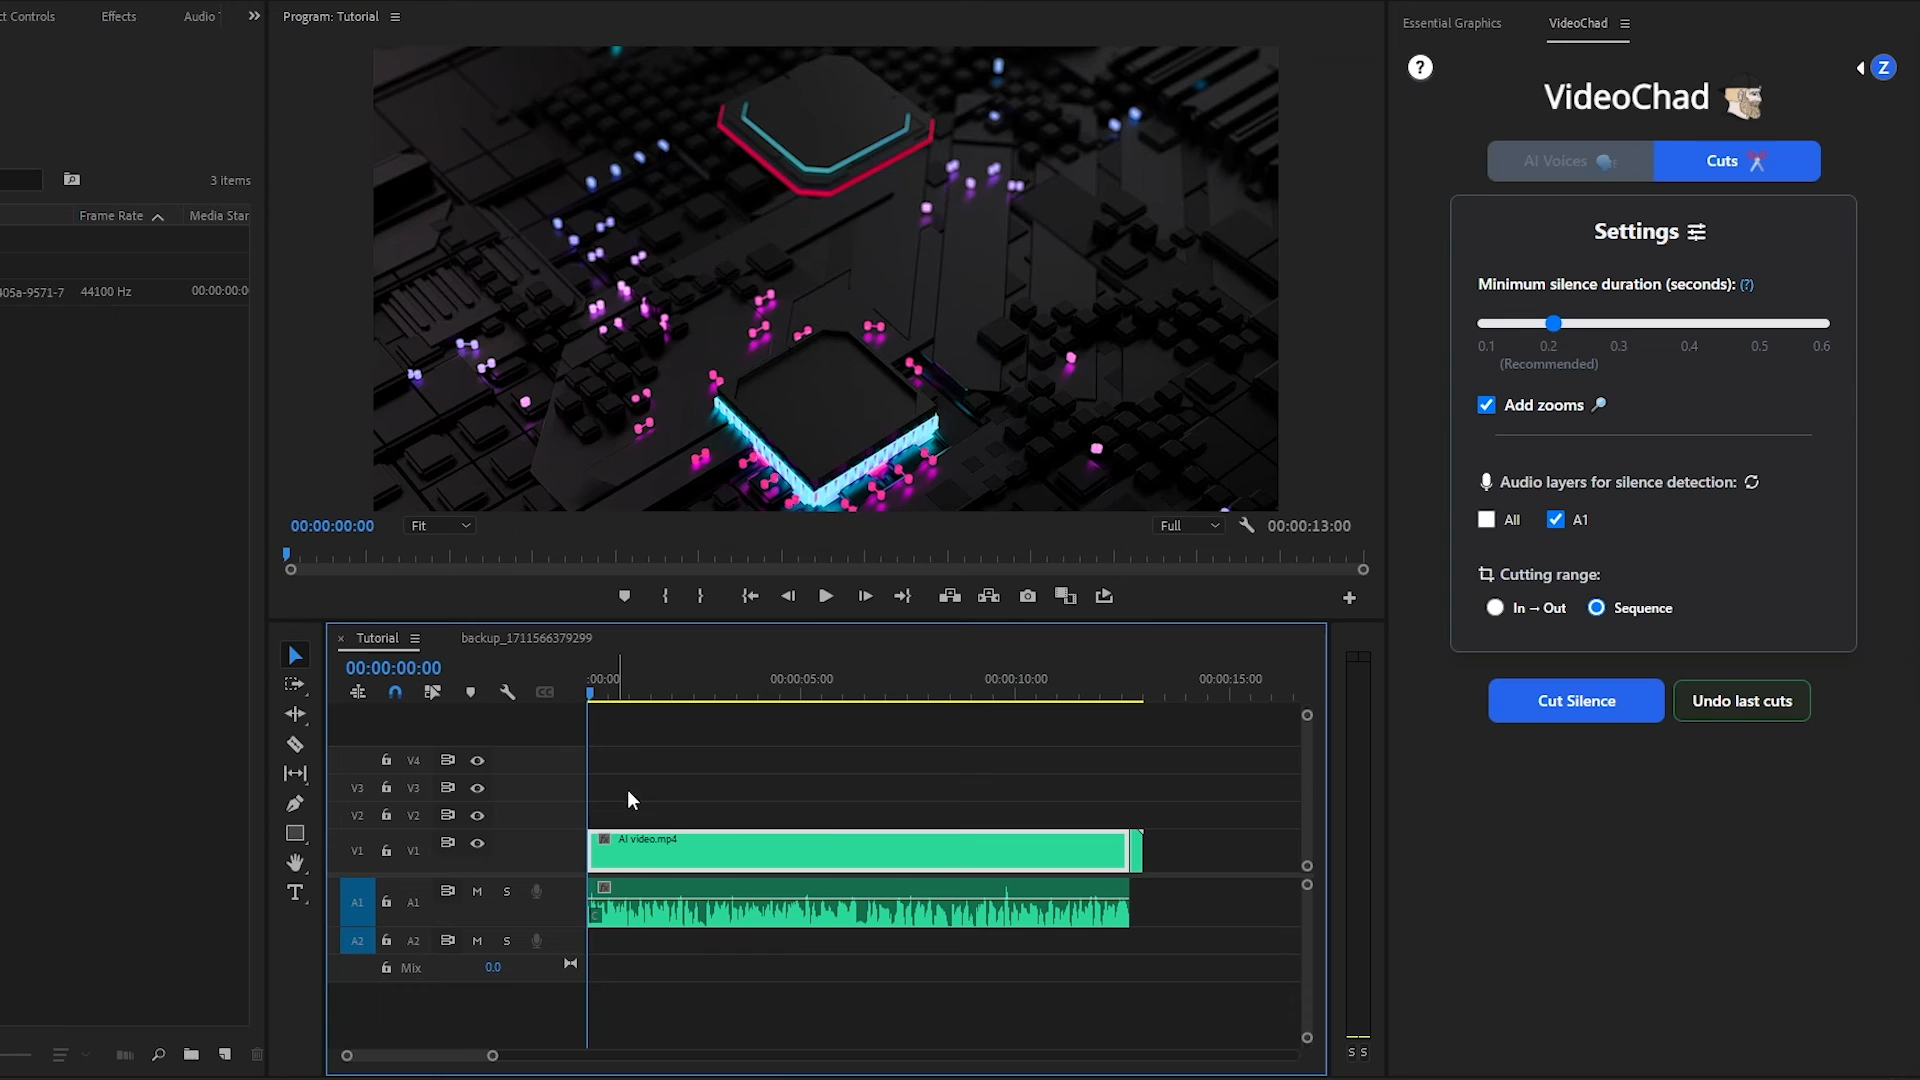 ct Controls
Effects
Audio
Program: Tutorial
3 items
Frame Rate
Media Star
405a-9571-7
44100 Hz
00:00:00:0
00:00:00:00
Fit
Full
00:00:13:00
Tutorial
backup_1711566379299
00:00:00:00
:00:00
00:00:05:00
00:00:10:00
00:00:15:00
CC
V4
V3 V3
V2 V2
V1 V1
fx AI video.mp4
A1 A1 M S
fx
C
A2 A2 M S
Mix 0.0
S S
Essential Graphics
VideoChad
?
Z
VideoChad
AI Voices
Cuts
Settings
Minimum silence duration (seconds): (?)
0.1 0.2 0.3 0.4 0.5 0.6
(Recommended)
Add zooms
Audio layers for silence detection:
All A1
Cutting range:
In → Out Sequence
Cut Silence
Undo last cuts